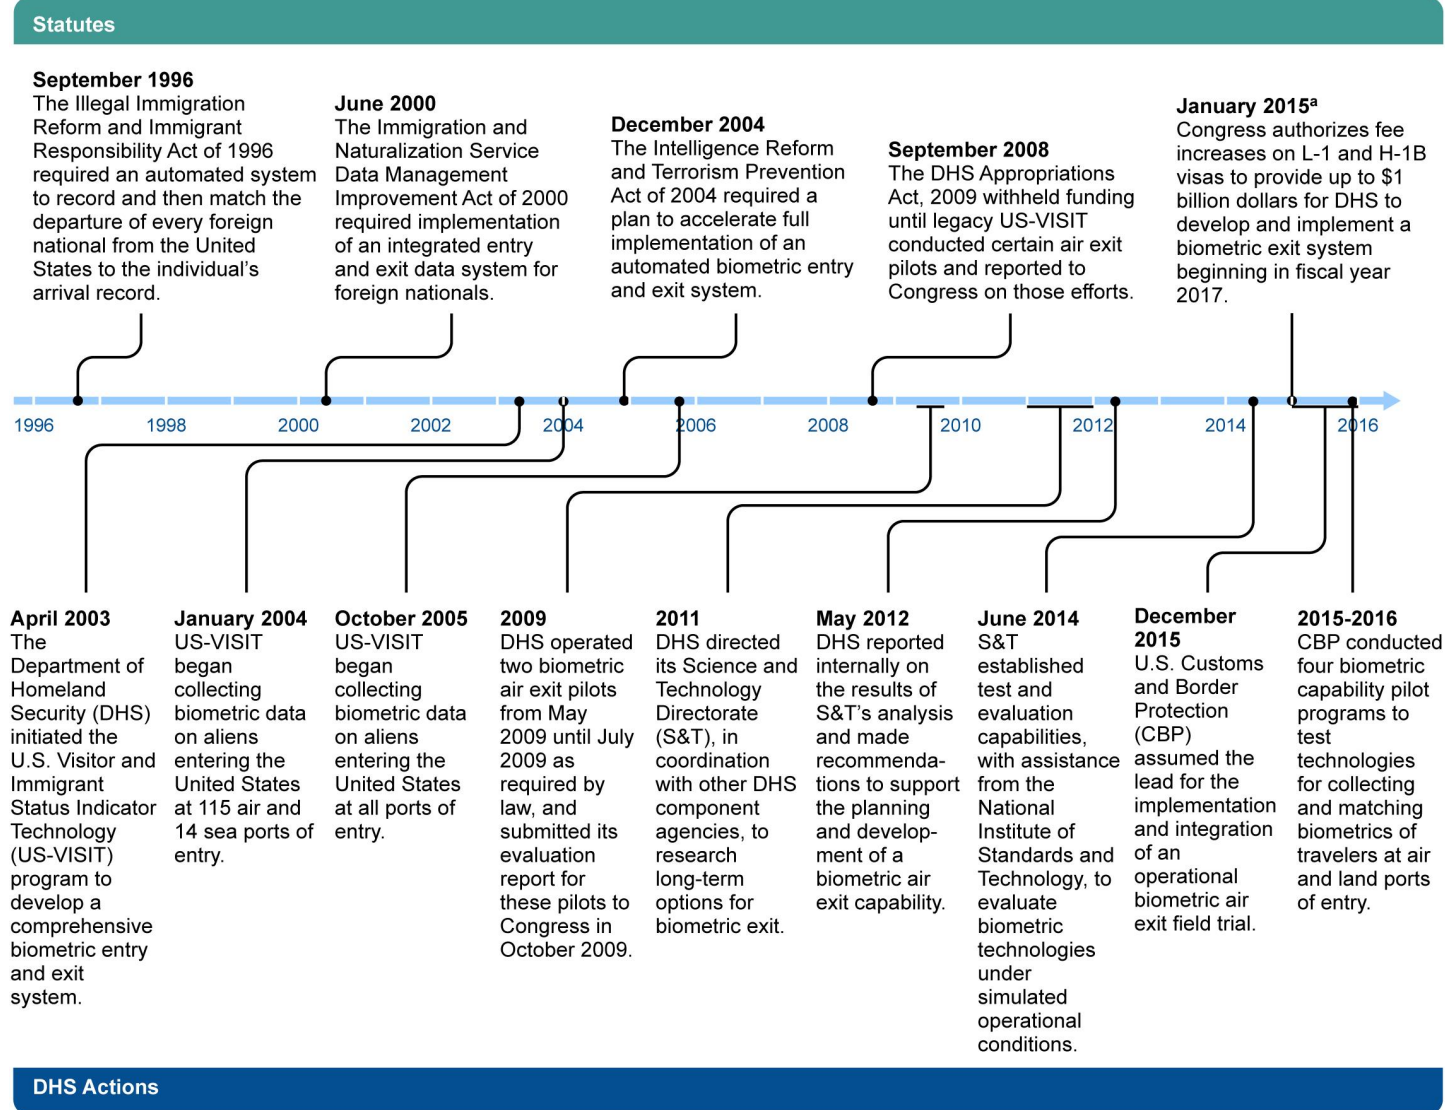 Statutes
September 1996
The Illegal Immigration
Reform and Immigrant
Responsibility Act of 1996
required an automated system
to record and then match the
departure of every foreign
national from the United
States to the individual’s
arrival record.
June 2000
The Immigration and
Naturalization Service
Data Management
Improvement Act of 2000
required implementation
of an integrated entry
and exit data system for
foreign nationals.
December 2004
The Intelligence Reform
and Terrorism Prevention
Act of 2004 required a
plan to accelerate full
implementation of an
automated biometric entry
and exit system.
September 2008
The DHS Appropriations
Act, 2009 withheld funding
until legacy US-VISIT
conducted certain air exit
pilots and reported to
Congress on those efforts.
January 2015ª
Congress authorizes fee
increases on L-1 and H-1B
visas to provide up to $1
billion dollars for DHS to
develop and implement a
biometric exit system
beginning in fiscal year
2017.
1996 1998 2000 2002 2004 2006 2008 2010 2012 2014 2016
April 2003
The
Department of
Homeland
Security (DHS)
initiated the
U.S. Visitor and
Immigrant
Status Indicator
Technology
(US-VISIT)
program to
develop a
comprehensive
biometric entry
and exit
system.
January 2004
US-VISIT
began
collecting
biometric data
on aliens
entering the
United States
at 115 air and
14 sea ports of
entry.
October 2005
US-VISIT
began
collecting
biometric data
on aliens
entering the
United States
at all ports of
entry.
2009
DHS operated
two biometric
air exit pilots
from May
2009 until July
2009 as
required by
law, and
submitted its
evaluation
report for
these pilots to
Congress in
October 2009.
2011
DHS directed
its Science and
Technology
Directorate
(S&T), in
coordination
with other DHS
component
agencies, to
research
long-term
options for
biometric exit.
May 2012
DHS reported
internally on
the results of
S&T’s analysis
and made
recommenda-
tions to support
the planning
and develop-
ment of a
biometric air
exit capability.
June 2014
S&T
established
test and
evaluation
capabilities,
with assistance
from the
National
Institute of
Standards and
Technology, to
evaluate
biometric
technologies
under
simulated
operational
conditions.
December
2015
U.S. Customs
and Border
Protection
(CBP)
assumed the
lead for the
implementation
and integration
of an
operational
biometric air
exit field trial.
2015-2016
CBP conducted
four biometric
capability pilot
programs to
test
technologies
for collecting
and matching
biometrics of
travelers at air
and land ports
of entry.
DHS Actions